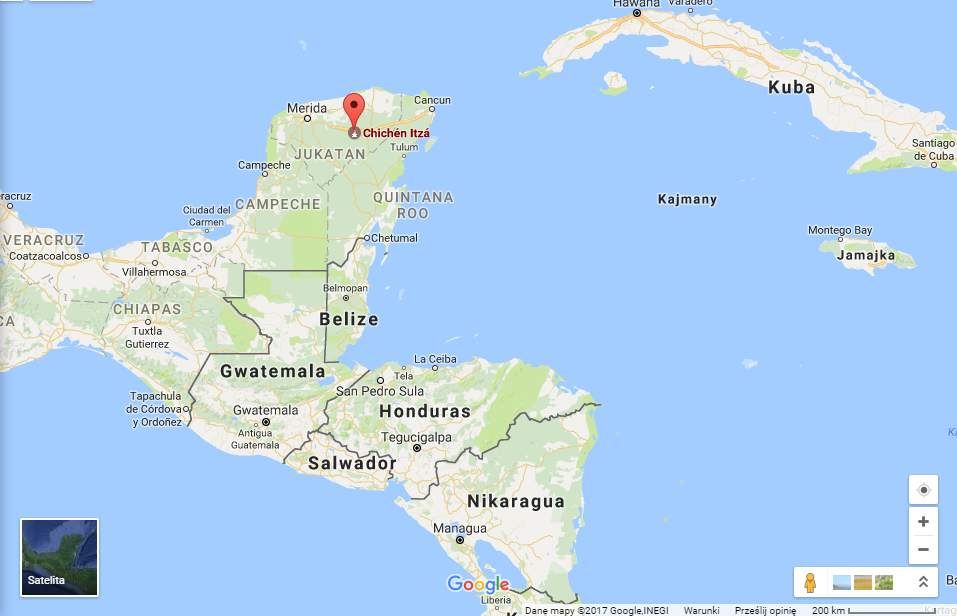 Hawana
Varadero
Kuba
Merida
Cancun
Chichén Itzá
JUKATAN
Tulum
Santiago
de Cuba
Campeche
QUINTANA
ROO
Kajmany
CAMPECHE
Ciudad del
Carmen
Chetumal
Montego Bay
Jamajka
VERACRUZ
TABASCO
Coatzacoalcos
Villahermosa
Belmopan
Belize
CHIAPAS
Tuxtla
Gutierrez
La Ceiba
Tela
Gwatemala
San Pedro Sula
Tapachula
de Córdova
y Ordoñez
Gwatemala
Honduras
Antigua
Guatemala
Tegucigalpa
Salwador
Nikaragua
Managua
Satelita
Google
Liberia
Dane mapy ©2017 Google,INEGI Warunki Prześlij opinię 200 km